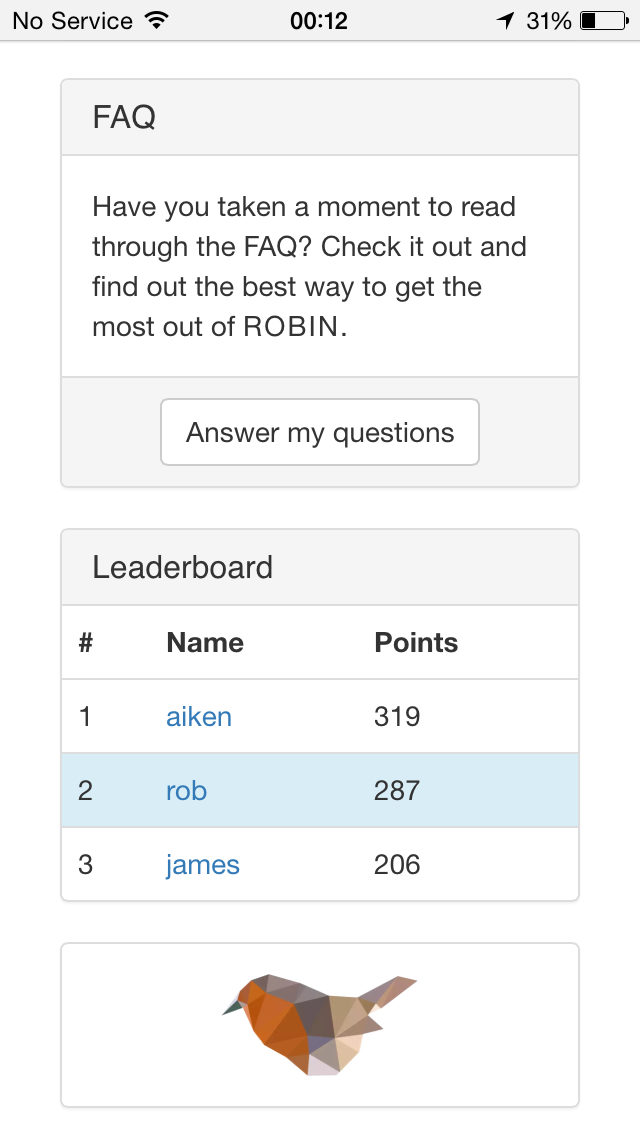 No Service 00:12 31%
FAQ
Have you taken a moment to read
through the FAQ? Check it out and
find out the best way to get the
most out of ROBIN.
Answer my questions
Leaderboard
# Name Points
1 aiken 319
2 rob 287
3 james 206